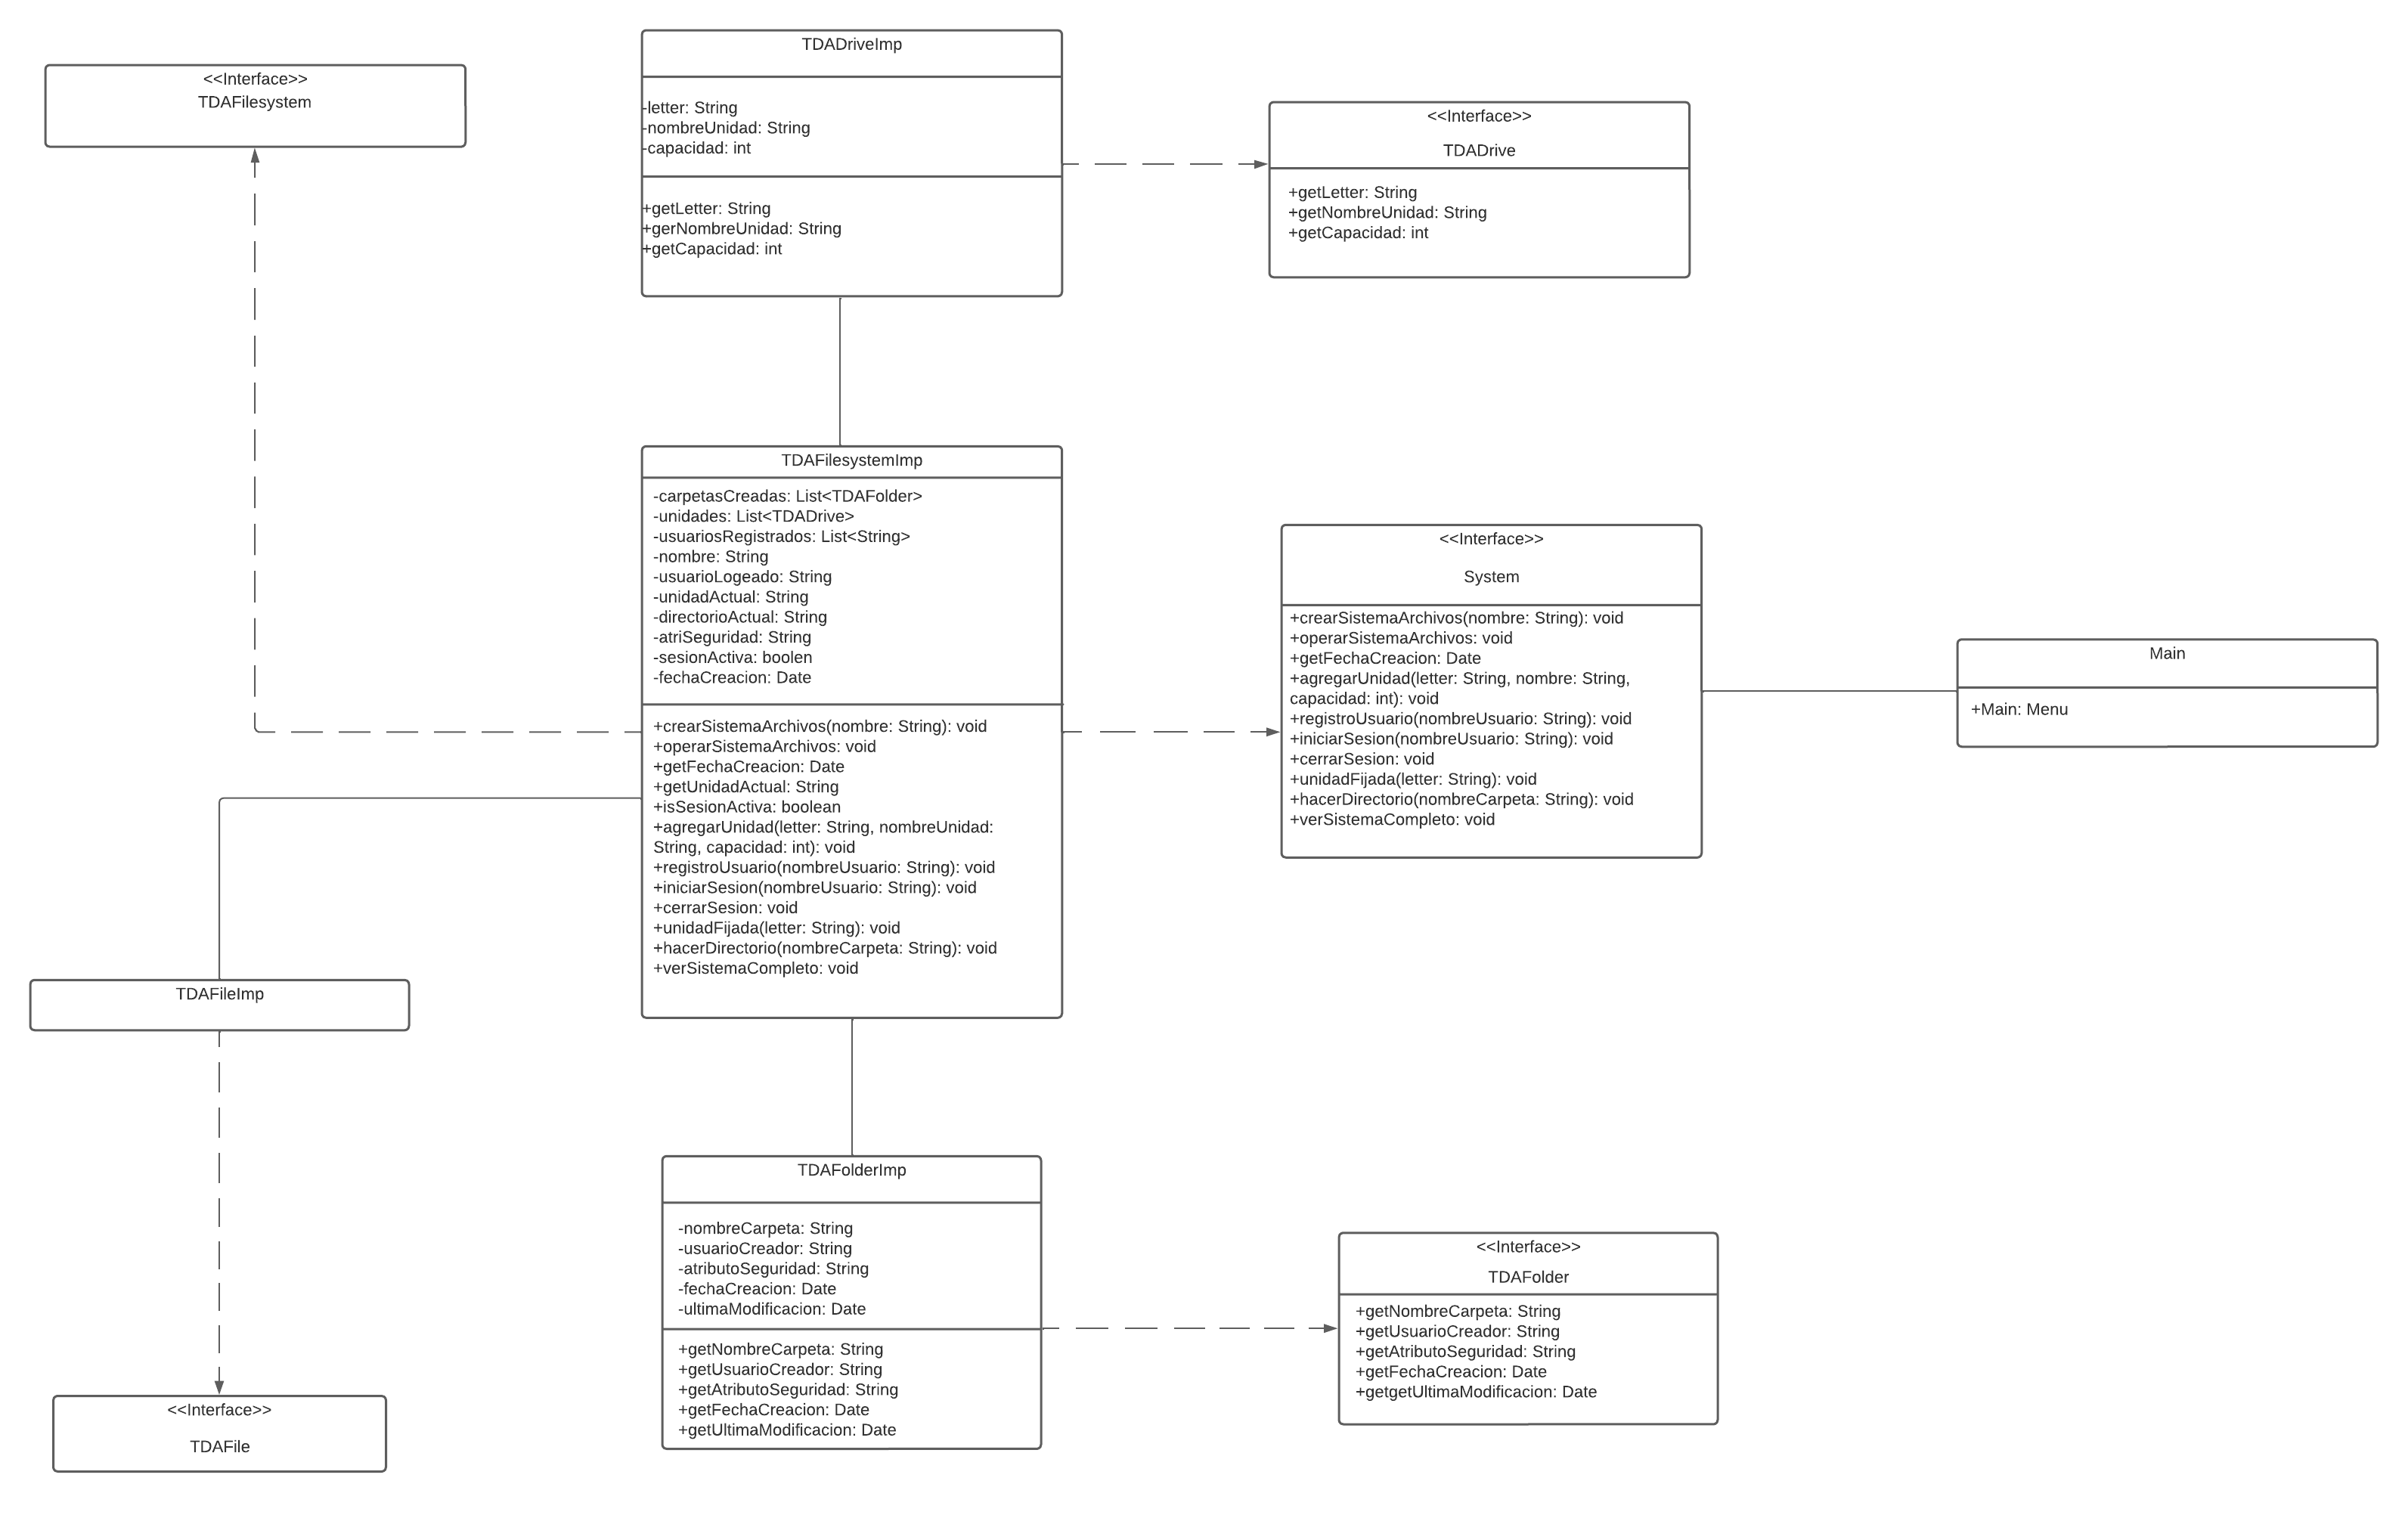 TDADriveImp
-letter: String
-nombreUnidad: String
-capacidad: int
+getLetter: String
+gerNombreUnidad: String
+getCapacidad: int
<<Interface>>
TDAFilesystem
<<Interface>>
TDADrive
+getLetter: String
+getNombreUnidad: String
+getCapacidad: int
TDAFilesystemImp
-carpetasCreadas: List<TDAFolder>
-unidades: List<TDADrive>
-usuariosRegistrados: List<String>
-nombre: String
-usuarioLogeado: String
-unidadActual: String
-directorioActual: String
-atriSeguridad: String
-sesionActiva: boolen
-fechaCreacion: Date
+crearSistemaArchivos(nombre: String): void
+operarSistemaArchivos: void
+getFechaCreacion: Date
+getUnidadActual: String
+isSesionActiva: boolean
+agregarUnidad(letter: String, nombreUnidad:
String, capacidad: int): void
+registroUsuario(nombreUsuario: String): void
+iniciarSesion(nombreUsuario: String): void
+cerrarSesion: void
+unidadFijada(letter: String): void
+hacerDirectorio(nombreCarpeta: String): void
+verSistemaCompleto: void
<<Interface>>
System
+crearSistemaArchivos(nombre: String): void
+operarSistemaArchivos: void
+getFechaCreacion: Date
+agregarUnidad(letter: String, nombre: String,
capacidad: int): void
+registroUsuario(nombreUsuario: String): void
+iniciarSesion(nombreUsuario: String): void
+cerrarSesion: void
+unidadFijada(letter: String): void
+hacerDirectorio(nombreCarpeta: String): void
+verSistemaCompleto: void
Main
+Main: Menu
TDAFileImp
TDAFolderImp
-nombreCarpeta: String
-usuarioCreador: String
-atributoSeguridad: String
-fechaCreacion: Date
-ultimaModificacion: Date
+getNombreCarpeta: String
+getUsuarioCreador: String
+getAtributoSeguridad: String
+getFechaCreacion: Date
+getUltimaModificacion: Date
<<Interface>>
TDAFolder
+getNombreCarpeta: String
+getUsuarioCreador: String
+getAtributoSeguridad: String
+getFechaCreacion: Date
+getgetUltimaModificacion: Date
<<Interface>>
TDAFile